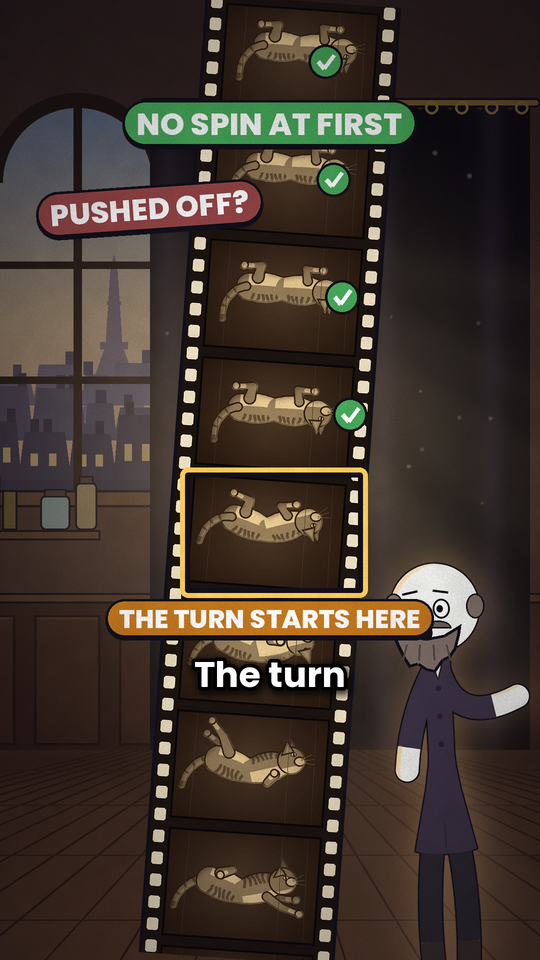 NO SPIN AT FIRST
PUSHED OFF?
THE TURN STARTS HERE
The turn